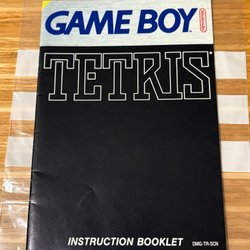 GAME BOY
Nintendo
TETRIS
INSTRUCTION BOOKLET
DMG-TR-SCN